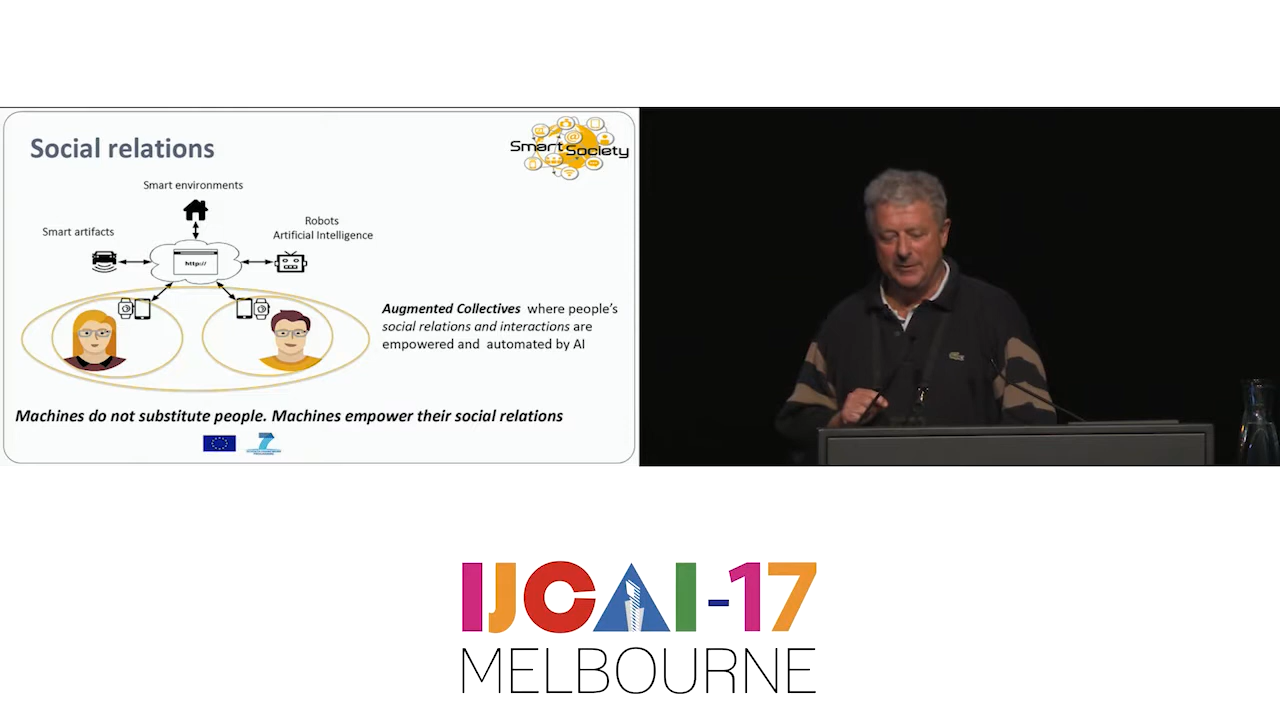 Social relations
Smart Society
Smart environments
Smart artifacts
Robots
Artificial Intelligence
http://
Augmented Collectives where people's
social relations and interactions are
empowered and automated by AI
Machines do not substitute people. Machines empower their social relations
7
IJCAI-17
MELBOURNE